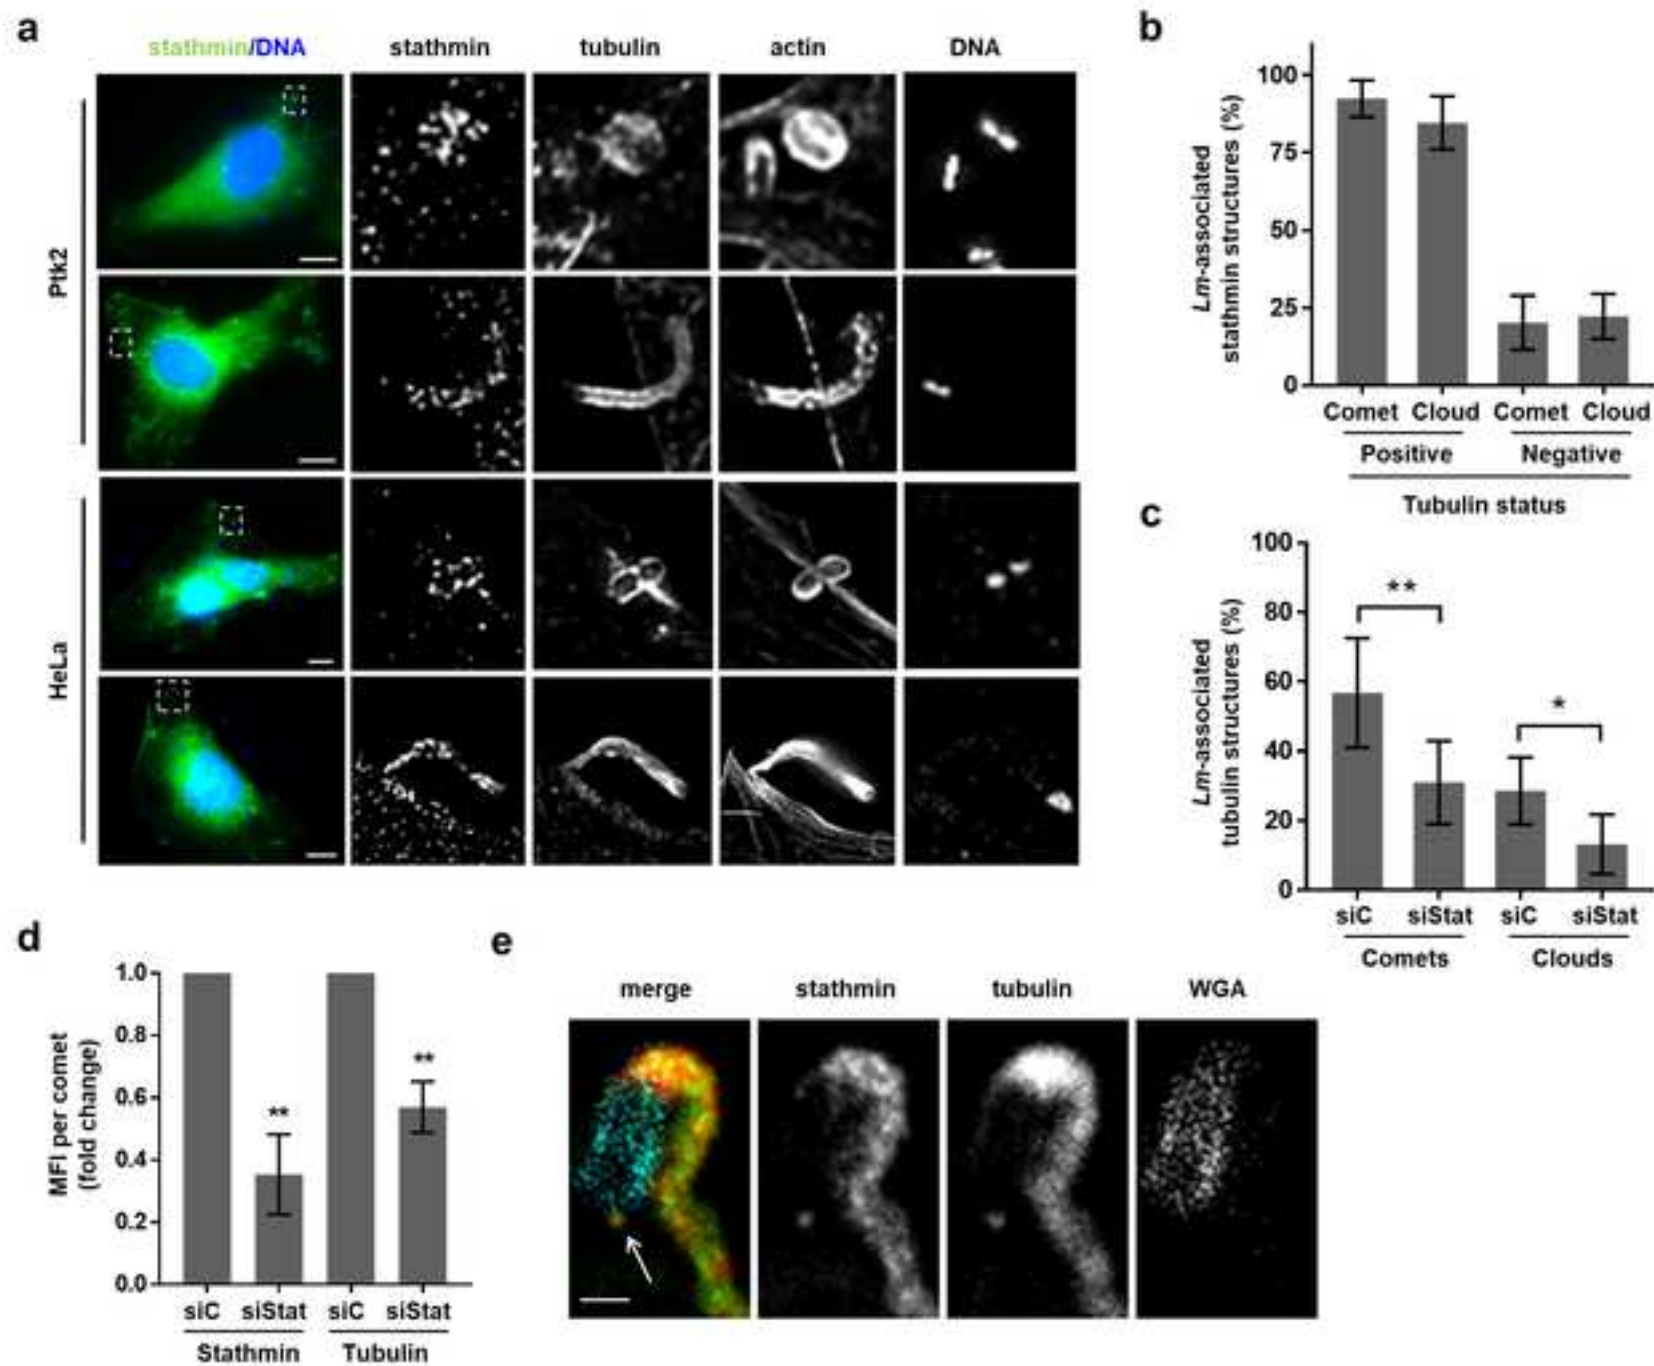 a
stathmin/DNA stathmin tubulin actin DNA
Ptk2
HeLa
b
Lm-associated
stathmin structures (%)
100
75
50
25
0
Comet Cloud Comet Cloud
Positive Negative
Tubulin status
c
Lm-associated
tubulin structures (%)
100
80
60
40
20
0
**
*
siC siStat siC siStat
Comets Clouds
d
MFI per comet
(fold change)
1.0
0.8
0.6
0.4
0.2
0.0
**
**
siC siStat siC siStat
Stathmin Tubulin
e
merge stathmin tubulin WGA